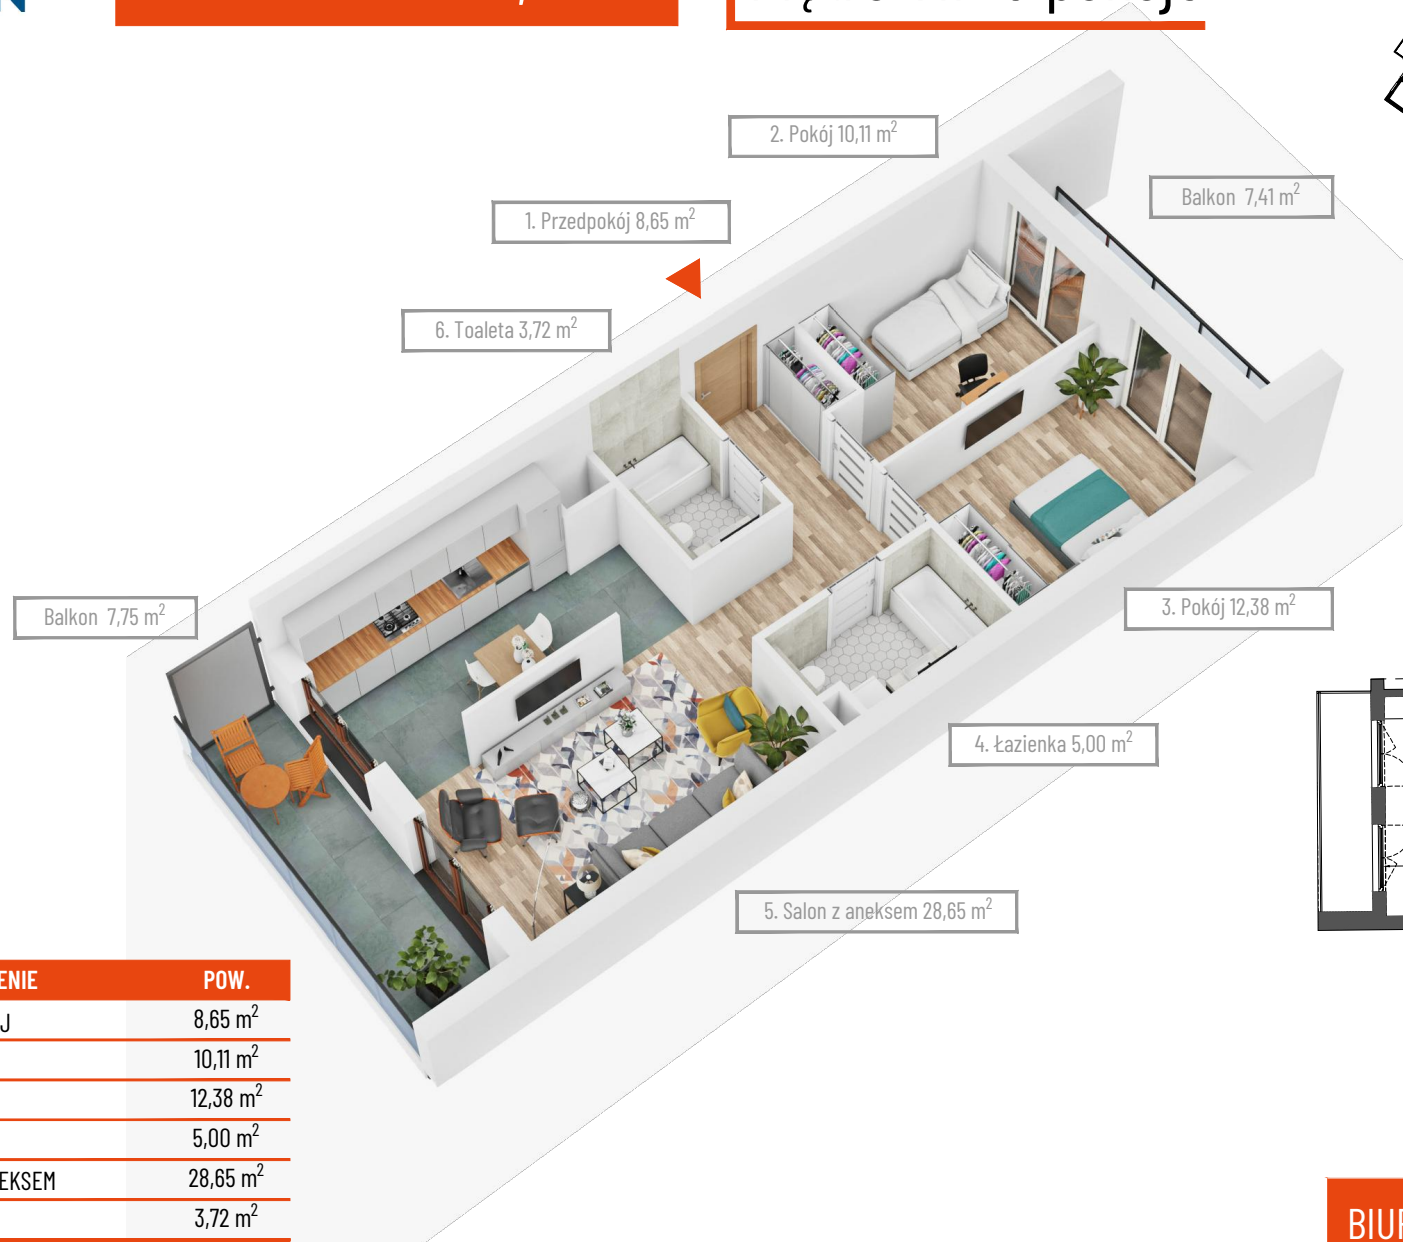 2. Pokój 10,11 m²
Balkon 7,41 m²
1. Przedpokój 8,65 m²
6. Toaleta 3,72 m²
Balkon 7,75 m²
3. Pokój 12,38 m²
4. Łazienka 5,00 m²
5. Salon z aneksem 28,65 m²
ENIE POW.
J 8,65 m²
10,11 m²
12,38 m²
5,00 m²
EKSEM 28,65 m²
3,72 m²
BIUR